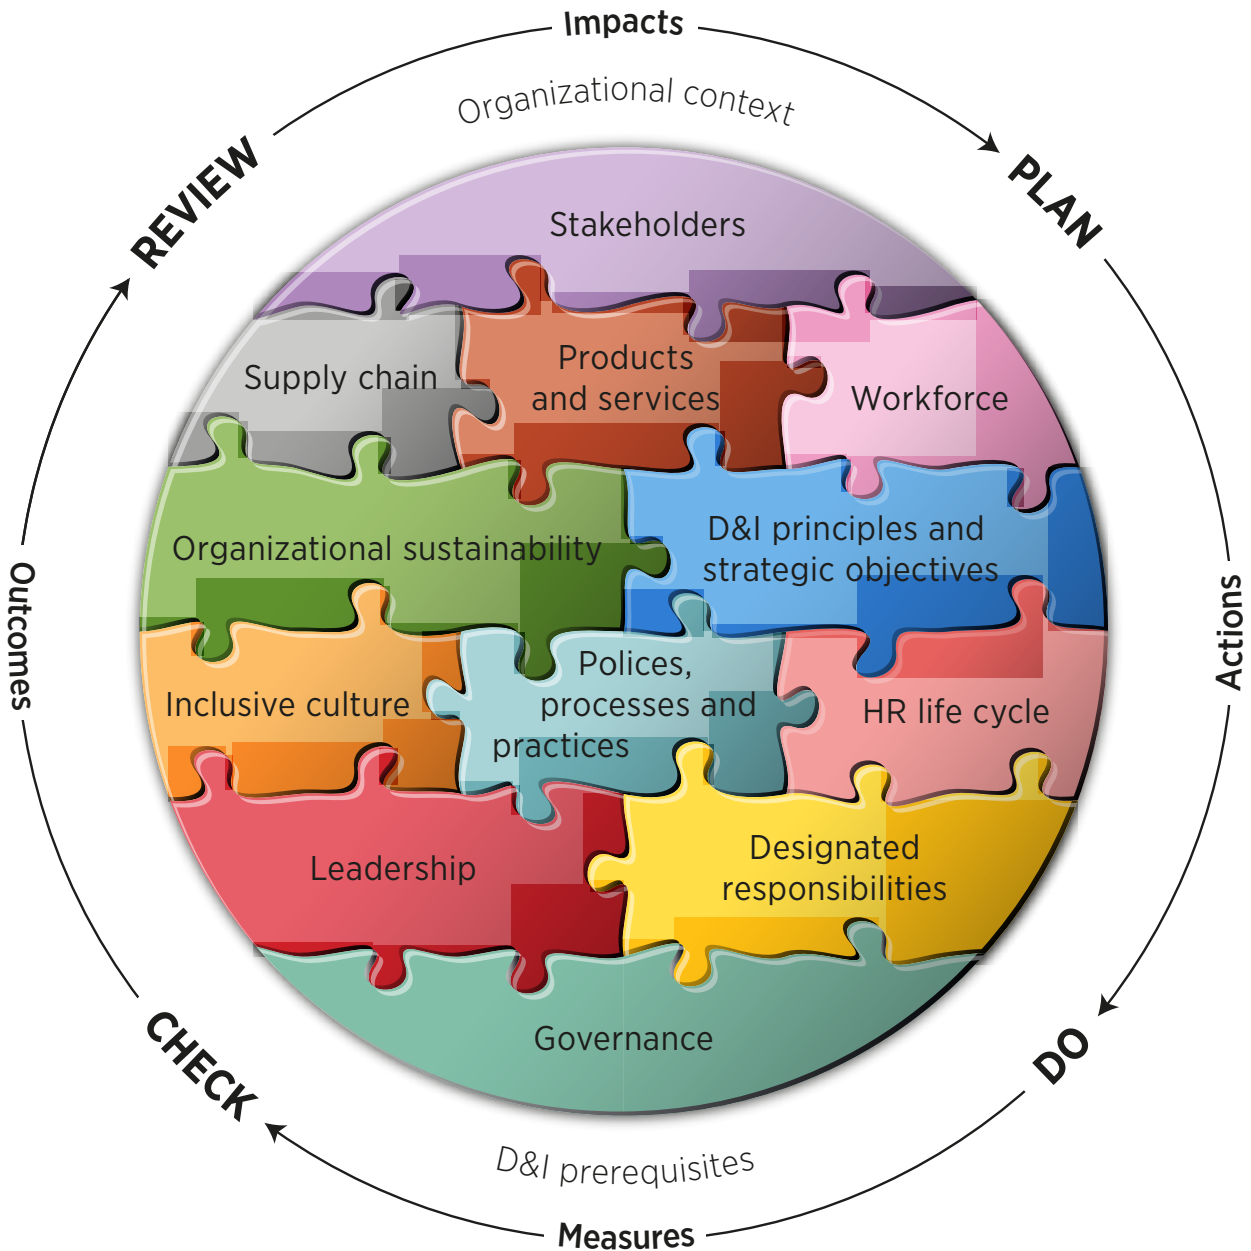 Impacts
Organizational context
REVIEW
PLAN
Stakeholders
Supply chain
Products
and services
Workforce
Organizational sustainability
D&I principles and
strategic objectives
Outcomes
Actions
Inclusive culture
Polices,
processes and
practices
HR life cycle
Leadership
Designated
responsibilities
Governance
CHECK
DO
D&I prerequisites
Measures